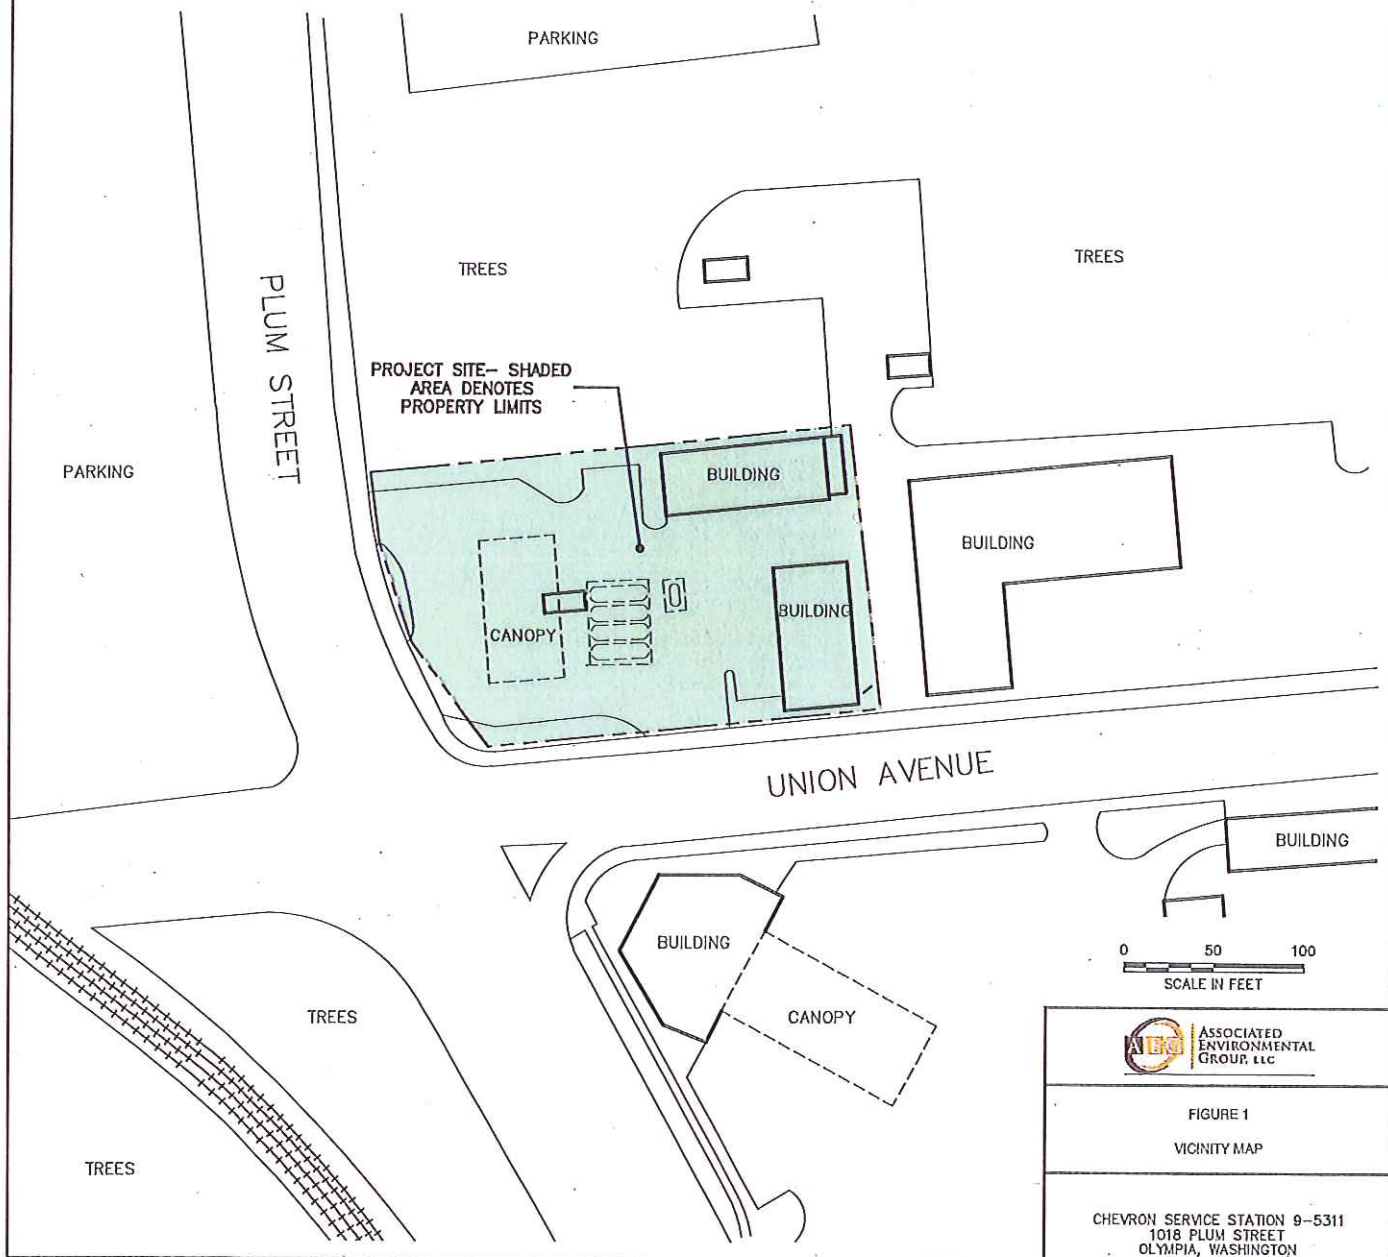 PARKING
TREES
TREES
PLUM STREET
PROJECT SITE– SHADED
AREA DENOTES
PROPERTY LIMITS
PARKING
BUILDING
BUILDING
BUILDING
CANOPY
UNION AVENUE
BUILDING
BUILDING
CANOPY
TREES
TREES
0 50 100
SCALE IN FEET
AEG
ASSOCIATED
ENVIRONMENTAL
GROUP, LLC
FIGURE 1
VICINITY MAP
CHEVRON SERVICE STATION 9–5311
1018 PLUM STREET
OLYMPIA, WASHINGTON